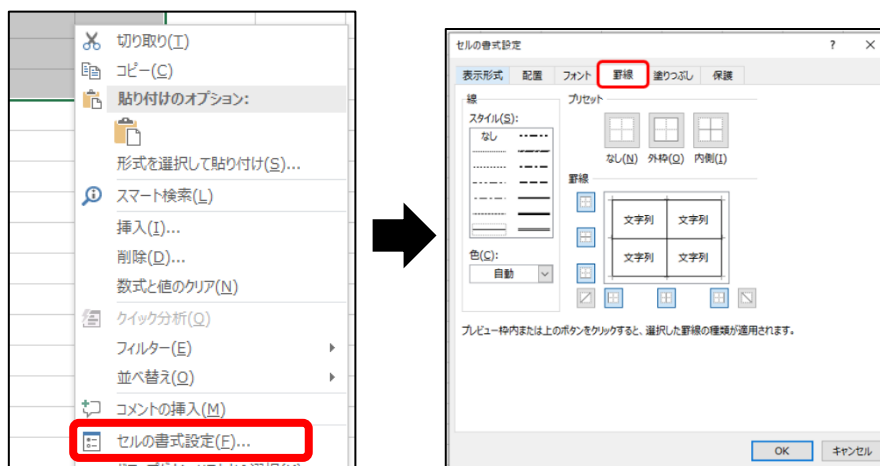 切り取り(T)
コピー(C)
貼り付けのオプション:
形式を選択して貼り付け(S)...
スマート検索(L)
挿入(I)...
削除(D)...
数式と値のクリア(N)
クイック分析(Q)
フィルター(E)
並べ替え(O)
コメントの挿入(M)
セルの書式設定(F)...
セルの書式設定
? ×
表示形式 配置 フォント 罫線 塗りつぶし 保護
線
スタイル(S):
なし
色(C):
自動
プリセット
なし(N) 外枠(O) 内側(I)
罫線
文字列 文字列
文字列 文字列
プレビュー枠内または上のボタンをクリックすると、選択した罫線の種類が適用されます。
OK キャンセル